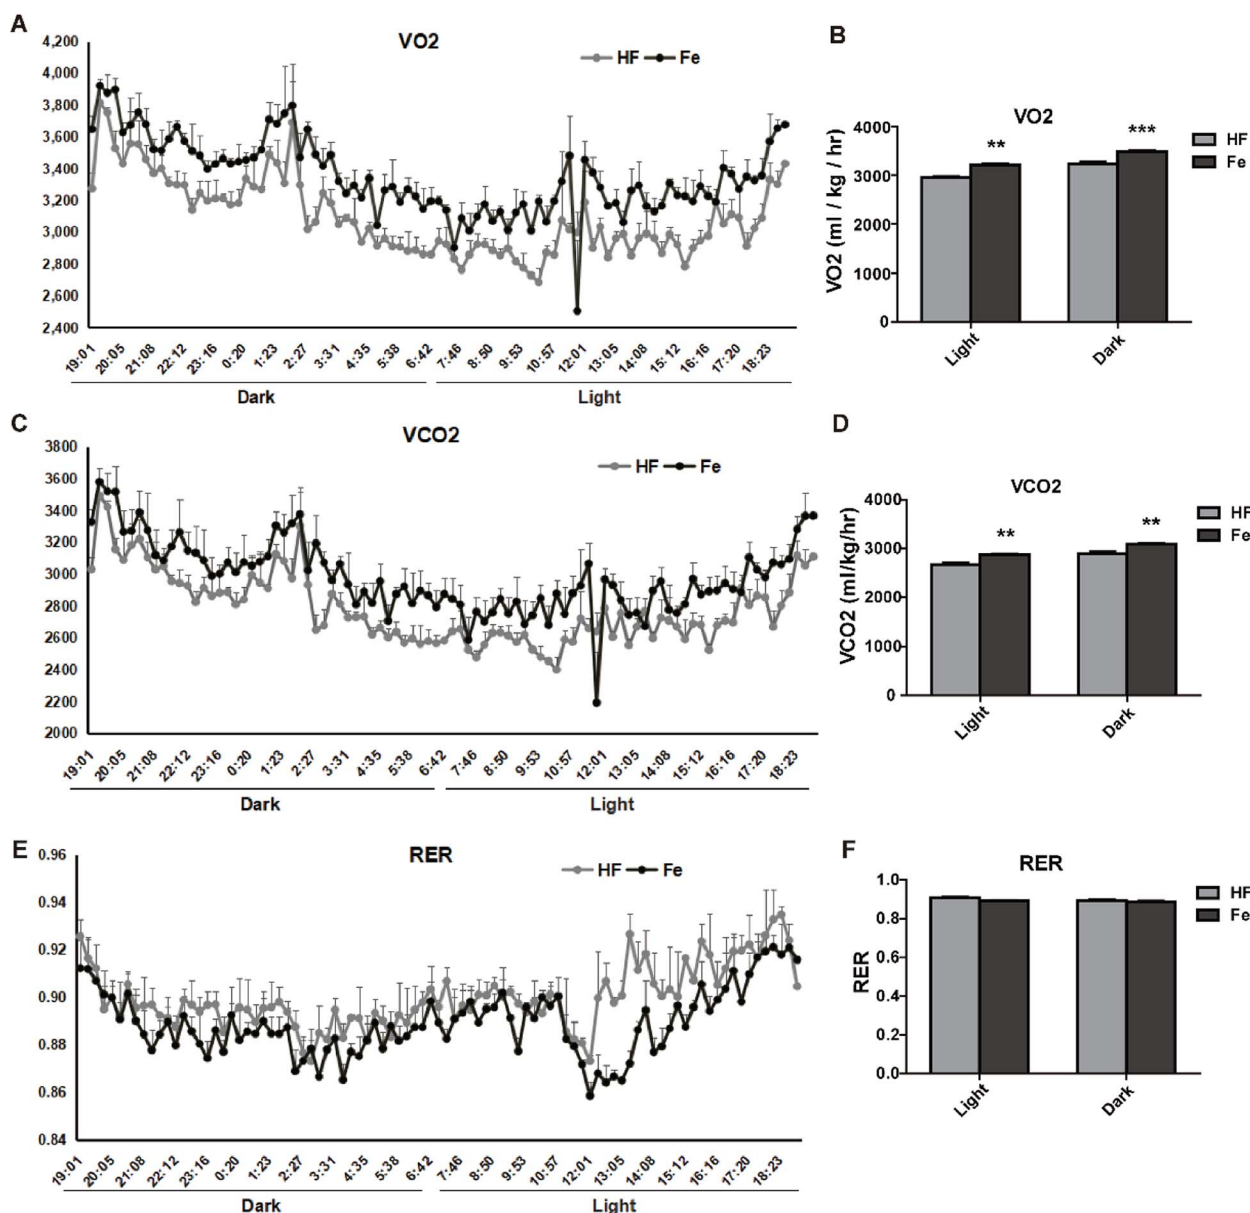 A
VO2
HF Fe
4,200
4,000
3,800
3,600
3,400
3,200
3,000
2,800
2,600
2,400
19:01 20:05 21:08 22:12 23:16 0:20 1:23 2:27 3:31 4:35 5:38 6:42 7:46 8:50 9:53 10:57 12:01 13:05 14:08 15:12 16:16 17:20 18:23
Dark Light
B
VO2
HF
Fe
** ***
VO2 (ml / kg / hr)
4000
3000
2000
1000
0
Light Dark
C
VCO2
HF Fe
3800
3600
3400
3200
3000
2800
2600
2400
2200
2000
19:01 20:05 21:08 22:12 23:16 0:20 1:23 2:27 3:31 4:35 5:38 6:42 7:46 8:50 9:53 10:57 12:01 13:05 14:08 15:12 16:16 17:20 18:23
Dark Light
D
VCO2
HF
Fe
** **
VCO2 (ml/kg/hr)
4000
3000
2000
1000
0
Light Dark
E
RER
HF Fe
0.96
0.94
0.92
0.90
0.88
0.86
0.84
19:01 20:05 21:08 22:12 23:16 0:20 1:23 2:27 3:31 4:35 5:38 6:42 7:46 8:50 9:53 10:57 12:01 13:05 14:08 15:12 16:16 17:20 18:23
Dark Light
F
RER
HF
Fe
RER
1.0
0.8
0.6
0.4
0.2
0.0
Light Dark